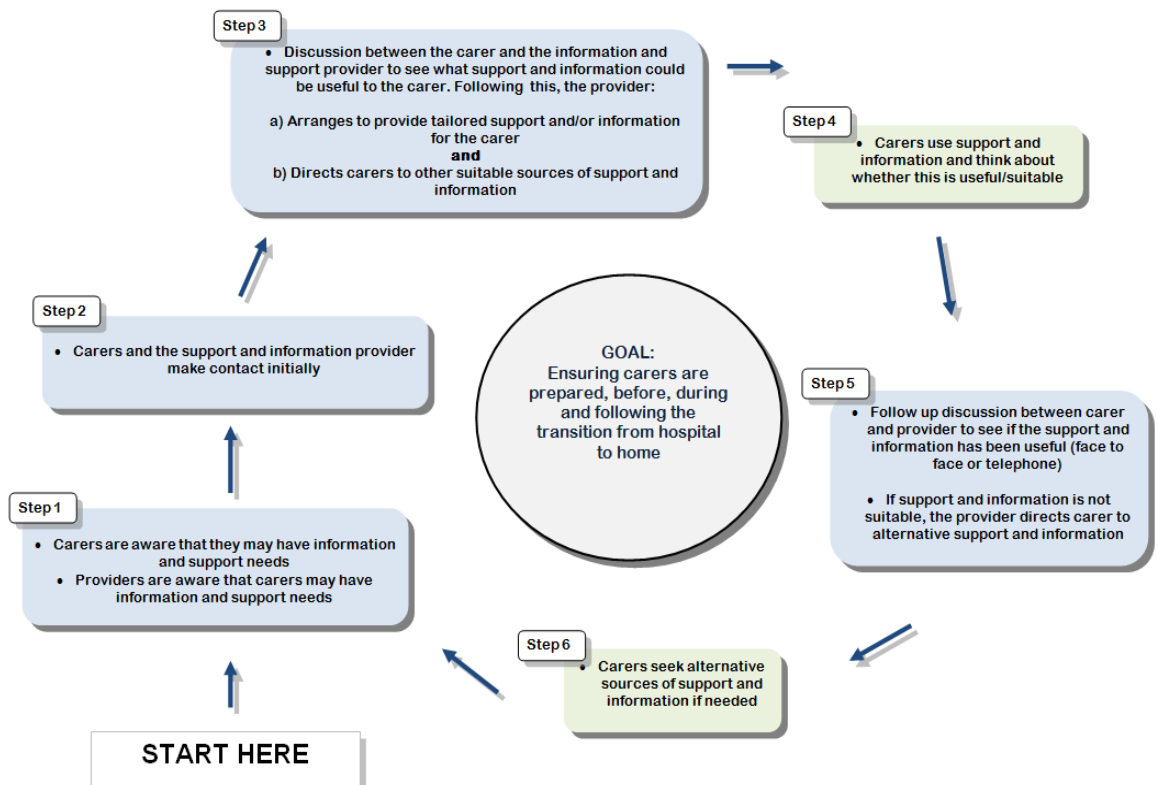 Step 3
• Discussion between the carer and the information and
support provider to see what support and information could
be useful to the carer. Following this, the provider:
a) Arranges to provide tailored support and/or information
for the carer
and
b) Directs carers to other suitable sources of support and
information
Step 4
• Carers use support and
information and think about
whether this is useful/suitable
Step 2
• Carers and the support and information provider
make contact initially
GOAL:
Ensuring carers are
prepared, before, during
and following the
transition from hospital
to home
Step 5
• Follow up discussion between carer
and provider to see if the support and
information has been useful (face to
face or telephone)
• If support and information is not
suitable, the provider directs carer to
alternative support and information
Step 1
• Carers are aware that they may have information
and support needs
• Providers are aware that carers may have
information and support needs
Step 6
• Carers seek alternative
sources of support and
information if needed
START HERE